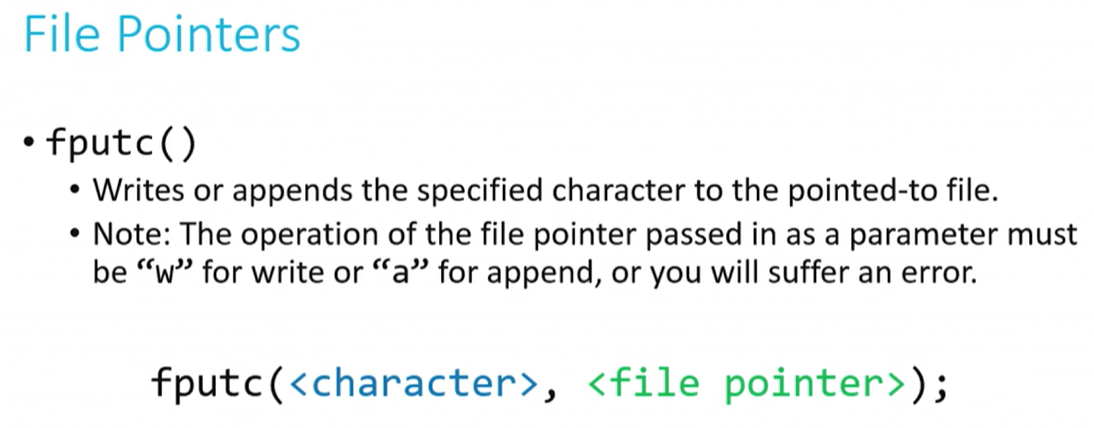 File Pointers
• fputc()
• Writes or appends the specified character to the pointed-to file.
• Note: The operation of the file pointer passed in as a parameter must
be “w” for write or “a” for append, or you will suffer an error.
fputc(<character>, <file pointer>);